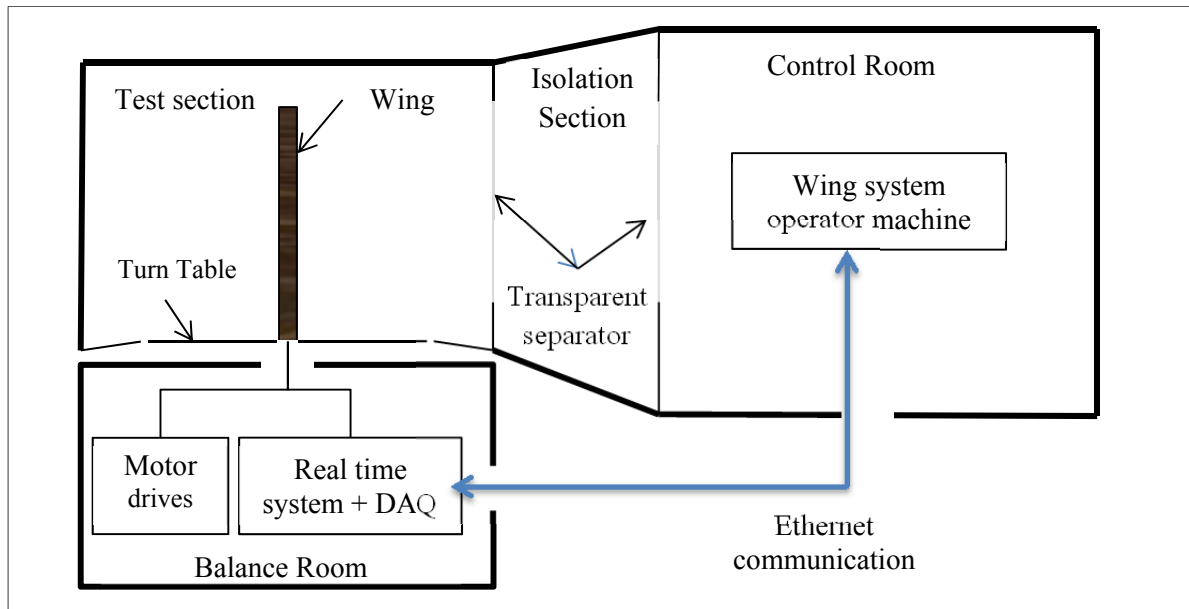 Test section
Wing
Isolation
Section
Control Room
Wing system
operator machine
Turn Table
Transparent
separator
Motor
drives
Real time
system + DAQ
Balance Room
Ethernet
communication